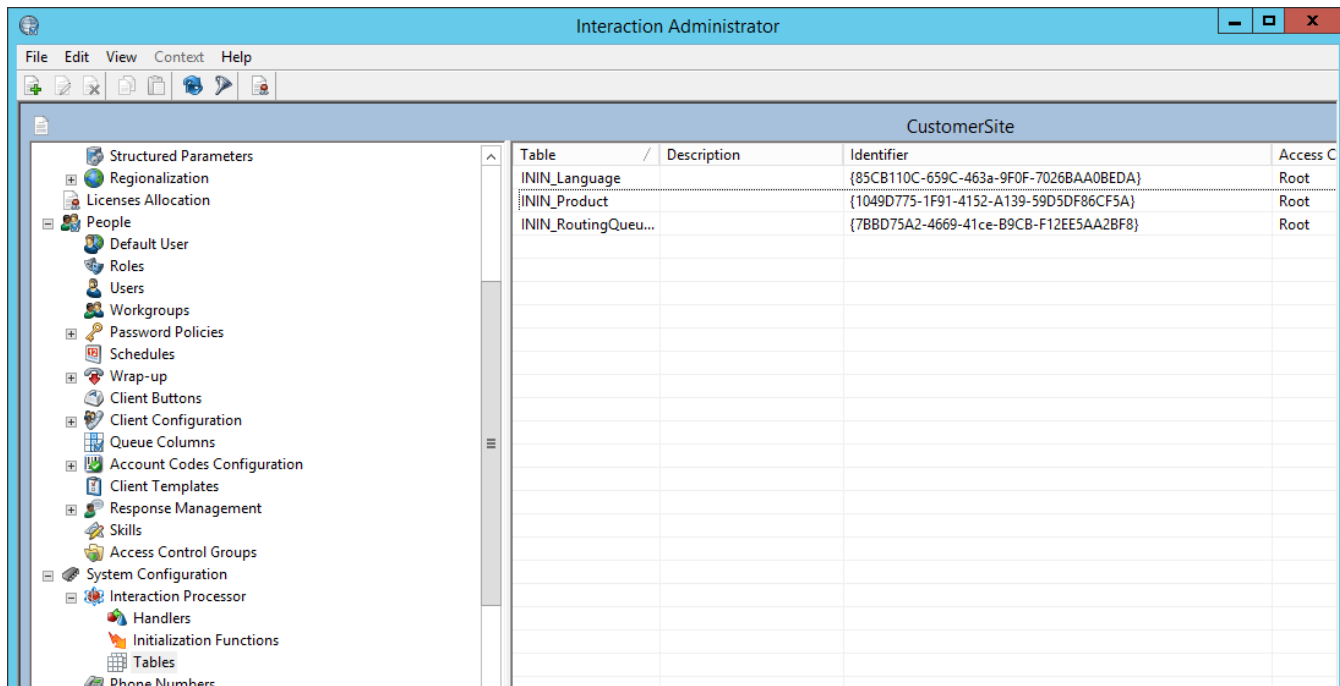 Interaction Administrator
File Edit View Context Help
CustomerSite
Structured Parameters
Regionalization
Licenses Allocation
People
Default User
Roles
Users
Workgroups
Password Policies
Schedules
Wrap-up
Client Buttons
Client Configuration
Queue Columns
Account Codes Configuration
Client Templates
Response Management
Skills
Access Control Groups
System Configuration
Interaction Processor
Handlers
Initialization Functions
Tables
Phone Numbers
Table / Description Identifier Access C
ININ_Language {85CB110C-659C-463a-9F0F-7026BAA0BEDA} Root
ININ_Product {1049D775-1F91-4152-A139-59D5DF86CF5A} Root
ININ_RoutingQueu... {7BBD75A2-4669-41ce-B9CB-F12EE5AA2BF8} Root